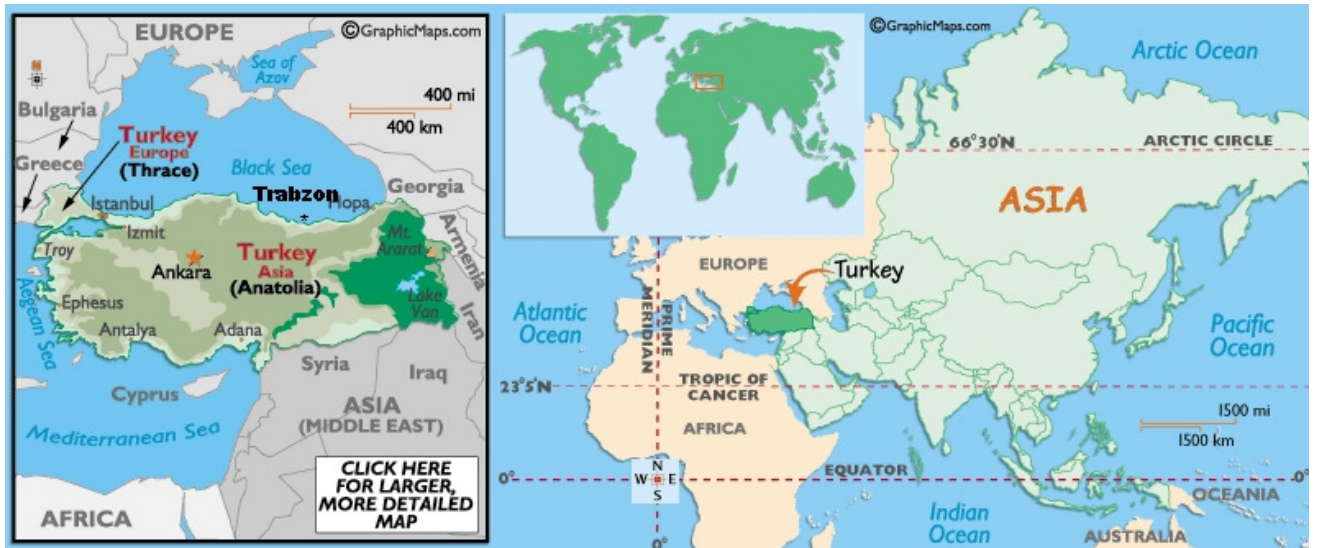 EUROPE
©GraphicMaps.com
Sea of
Azov
N
Bulgaria
400 mi
400 km
Turkey
Europe
(Thrace)
Greece
Black Sea
Georgia
Trabzon
Hopa
*
Istanbul
Izmit
Troy
Ankara
Turkey
Asia
(Anatolia)
Mt.
Ararat
Armenia
Lake
Van
Iran
Aegean Sea
Ephesus
Antalya
Adana
Syria
Iraq
Cyprus
ASIA
(MIDDLE EAST)
Mediterranean Sea
CLICK HERE
FOR LARGER,
MORE DETAILED
MAP
AFRICA
©GraphicMaps.com
Arctic Ocean
66°30'N
ARCTIC CIRCLE
ASIA
EUROPE
Turkey
Atlantic
Ocean
PRIME
MERIDIAN
Pacific
Ocean
23°5'N
TROPIC OF
CANCER
AFRICA
1500 mi
1500 km
EQUATOR
0°
N
W E
S
0°
0°
OCEANIA
Indian
Ocean
AUSTRALIA